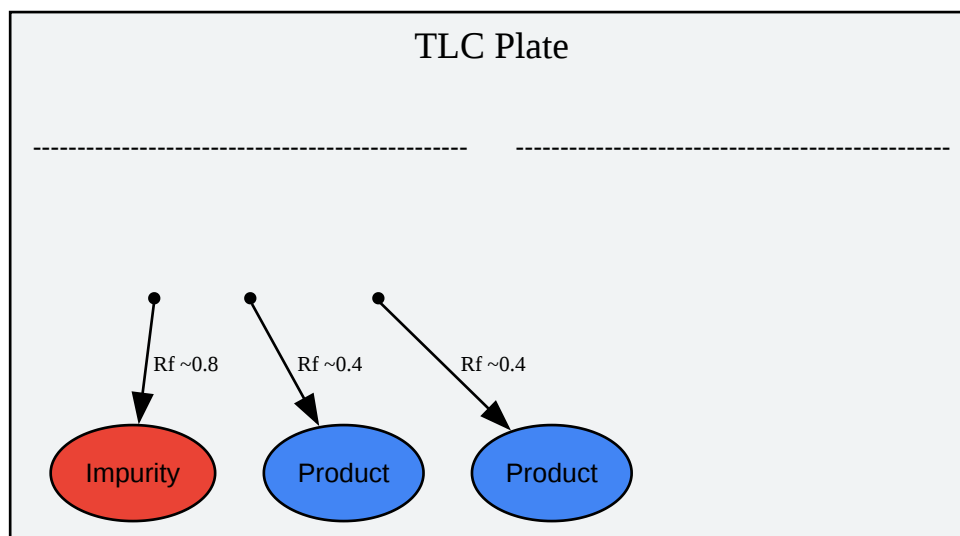 TLC Plate
Rf ~0.8
Rf ~0.4
Rf ~0.4
Impurity
Product
Product